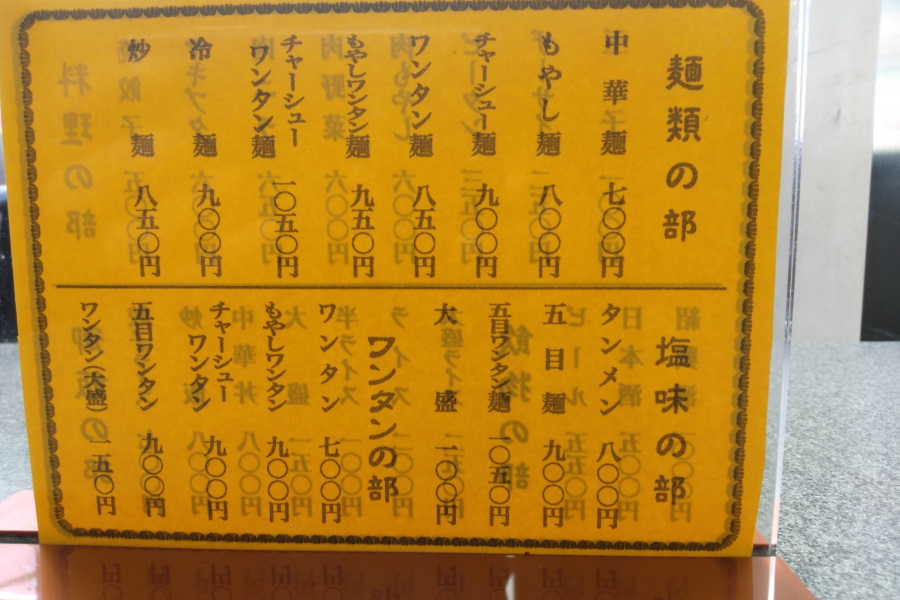 麺類の部
中華麺 七〇〇円
もやし麺 八〇〇円
チャーシュー麺 九〇〇円
ワンタン麺 八五〇円
もやしワンタン麺 九五〇円
チャーシューワンタン麺 一〇五〇円
冷麺 九〇〇円
炒麺 八五〇円
塩味の部
タンメン 八〇〇円
五目麺 九〇〇円
五目ワンタン麺 一〇五〇円
大盛 一〇〇円
ワンタンの部
ワンタン 七〇〇円
もやしワンタン 九〇〇円
チャーシューワンタン 九〇〇円
五目ワンタン 九〇〇円
ワンタン(大盛) 一五〇円